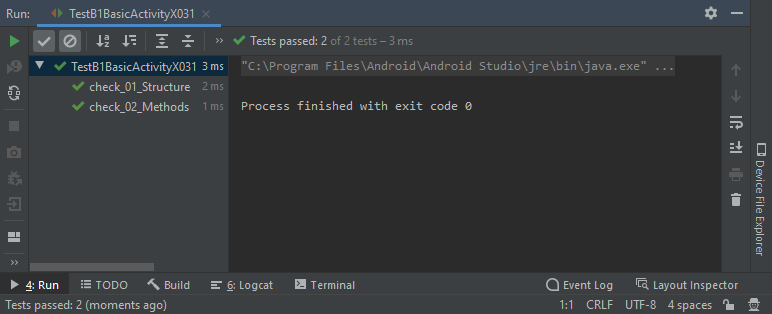 Run: TestB1BasicActivityX031
Tests passed: 2 of 2 tests – 3 ms
TestB1BasicActivityX031 3 ms
check_01_Structure 2 ms
check_02_Methods 1 ms
"C:\Program Files\Android\Android Studio\jre\bin\java.exe" ...
Process finished with exit code 0
Device File Explorer
4: Run TODO Build 6: Logcat Terminal Event Log Layout Inspector
Tests passed: 2 (moments ago) 1:1 CRLF UTF-8 4 spaces